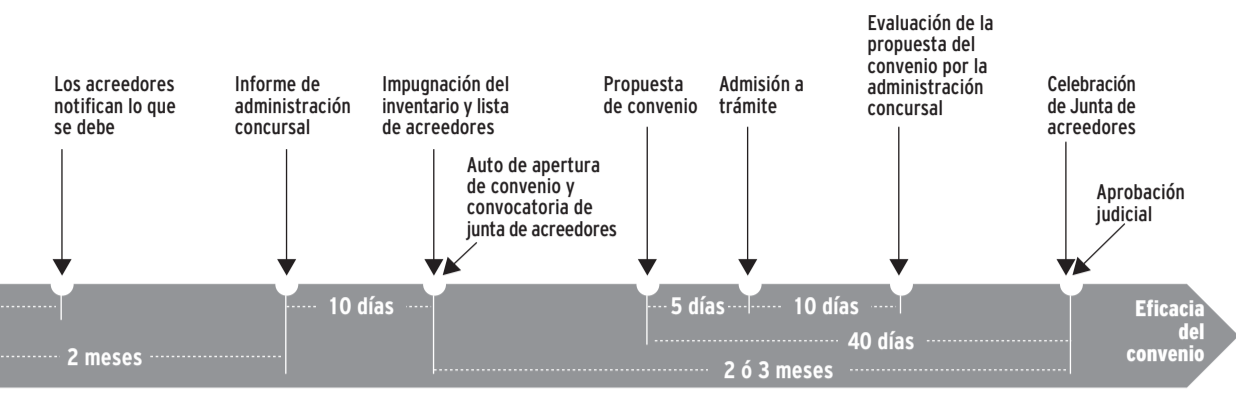 Los acreedores
notifican lo que
se debe
Informe de
administración
concursal
Impugnación del
inventario y lista
de acreedores
Auto de apertura
de convenio y
convocatoria de
junta de acreedores
Propuesta
de convenio
Admisión a
trámite
Evaluación de la
propuesta del
convenio por la
administración
concursal
Celebración
de Junta de
acreedores
Aprobación
judicial
10 días
5 días
10 días
Eficacia
del
convenio
40 días
2 meses
2 ó 3 meses